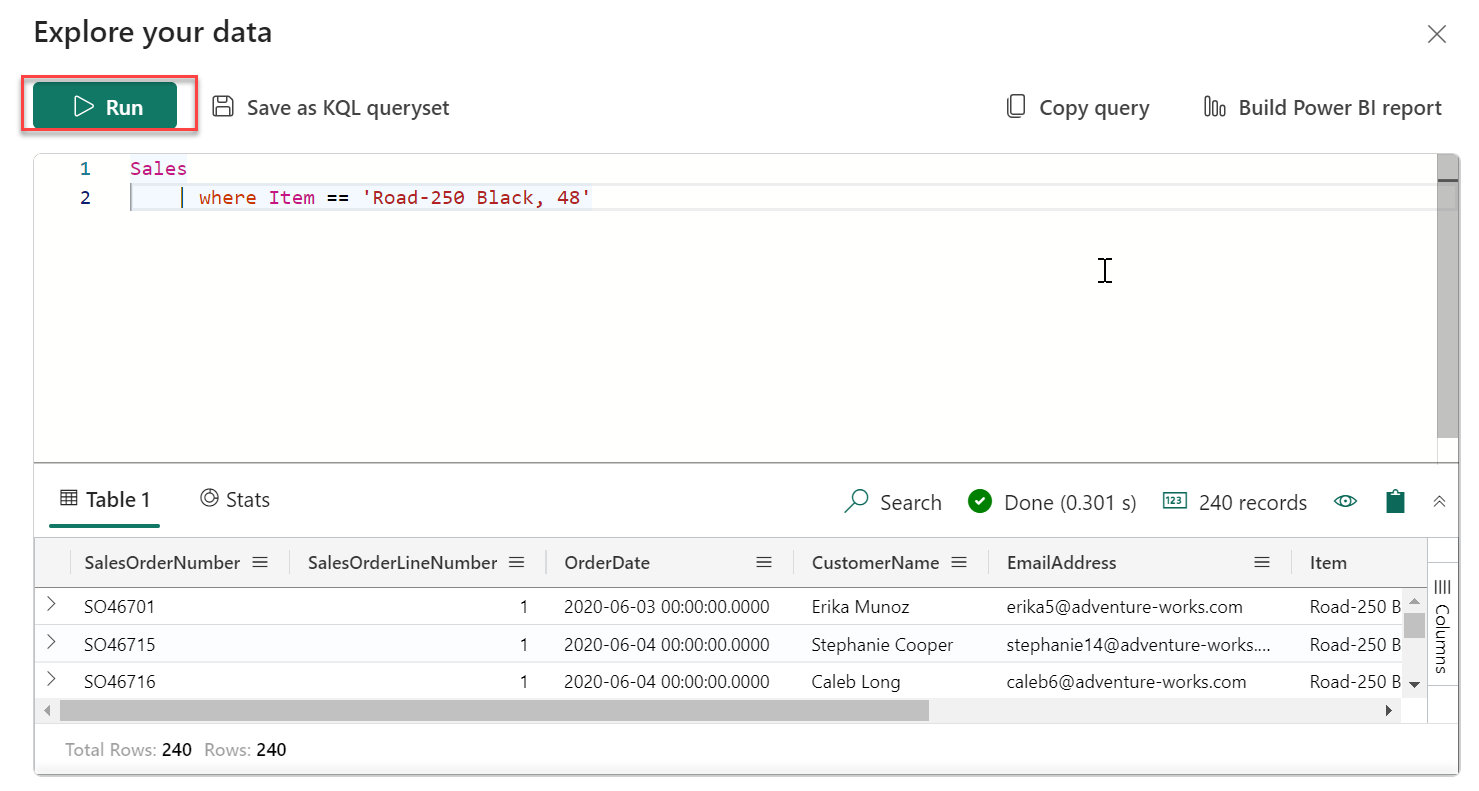 Explore your data
Run Save as KQL queryset Copy query Build Power BI report
1 Sales
2 | where Item == 'Road-250 Black, 48'
Table 1 Stats Search Done (0.301 s) 123 240 records
SalesOrderNumber SalesOrderLineNumber OrderDate CustomerName EmailAddress Item
SO46701 1 2020-06-03 00:00:00.0000 Erika Munoz erika5@adventure-works.com Road-250 B
SO46715 1 2020-06-04 00:00:00.0000 Stephanie Cooper stephanie14@adventure-works.... Road-250 B
SO46716 1 2020-06-04 00:00:00.0000 Caleb Long caleb6@adventure-works.com Road-250 B
Columns
Total Rows: 240 Rows: 240